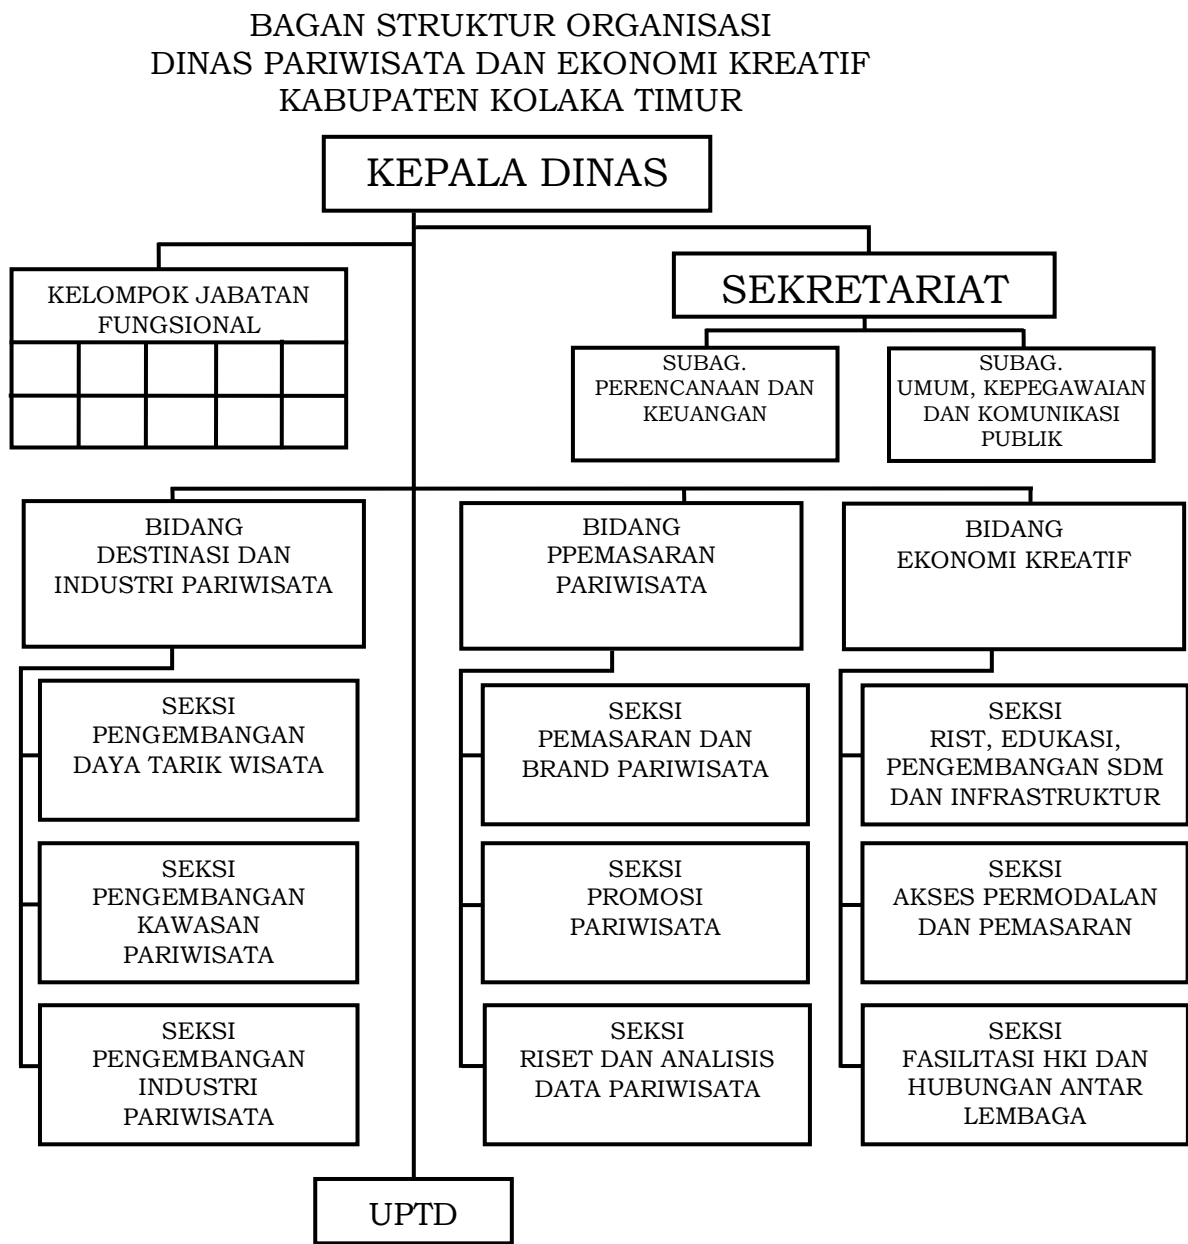 BAGAN STRUKTUR ORGANISASI
DINAS PARIWISATA DAN EKONOMI KREATIF
KABUPATEN KOLAKA TIMUR
KEPALA DINAS
KELOMPOK JABATAN
FUNGSIONAL
SEKRETARIAT
SUBAG.
PERENCANAAN DAN
KEUANGAN
SUBAG.
UMUM, KEPEGAWAIAN
DAN KOMUNIKASI
PUBLIK
BIDANG
DESTINASI DAN
INDUSTRI PARIWISATA
BIDANG
PPEMASARAN
PARIWISATA
BIDANG
EKONOMI KREATIF
SEKSI
PENGEMBANGAN
DAYA TARIK WISATA
SEKSI
PEMASARAN DAN
BRAND PARIWISATA
SEKSI
RIST, EDUKASI,
PENGEMBANGAN SDM
DAN INFRASTRUKTUR
SEKSI
PENGEMBANGAN
KAWASAN
PARIWISATA
SEKSI
PROMOSI
PARIWISATA
SEKSI
AKSES PERMODALAN
DAN PEMASARAN
SEKSI
PENGEMBANGAN
INDUSTRI
PARIWISATA
SEKSI
RISET DAN ANALISIS
DATA PARIWISATA
SEKSI
FASILITASI HKI DAN
HUBUNGAN ANTAR
LEMBAGA
UPTD